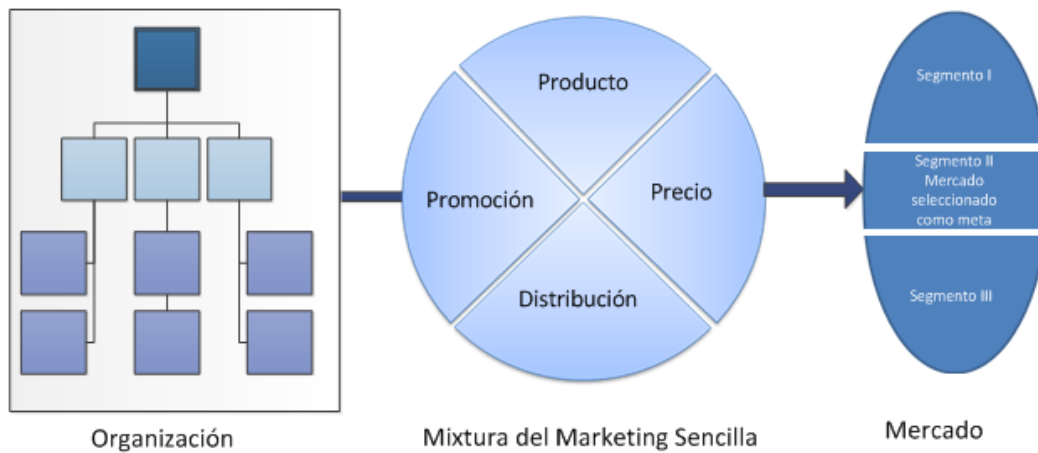 Producto
Promoción
Precio
Distribución
Segmento I
Segmento II
Mercado
seleccionado
como meta
Segmento III
Organización
Mixtura del Marketing Sencilla
Mercado